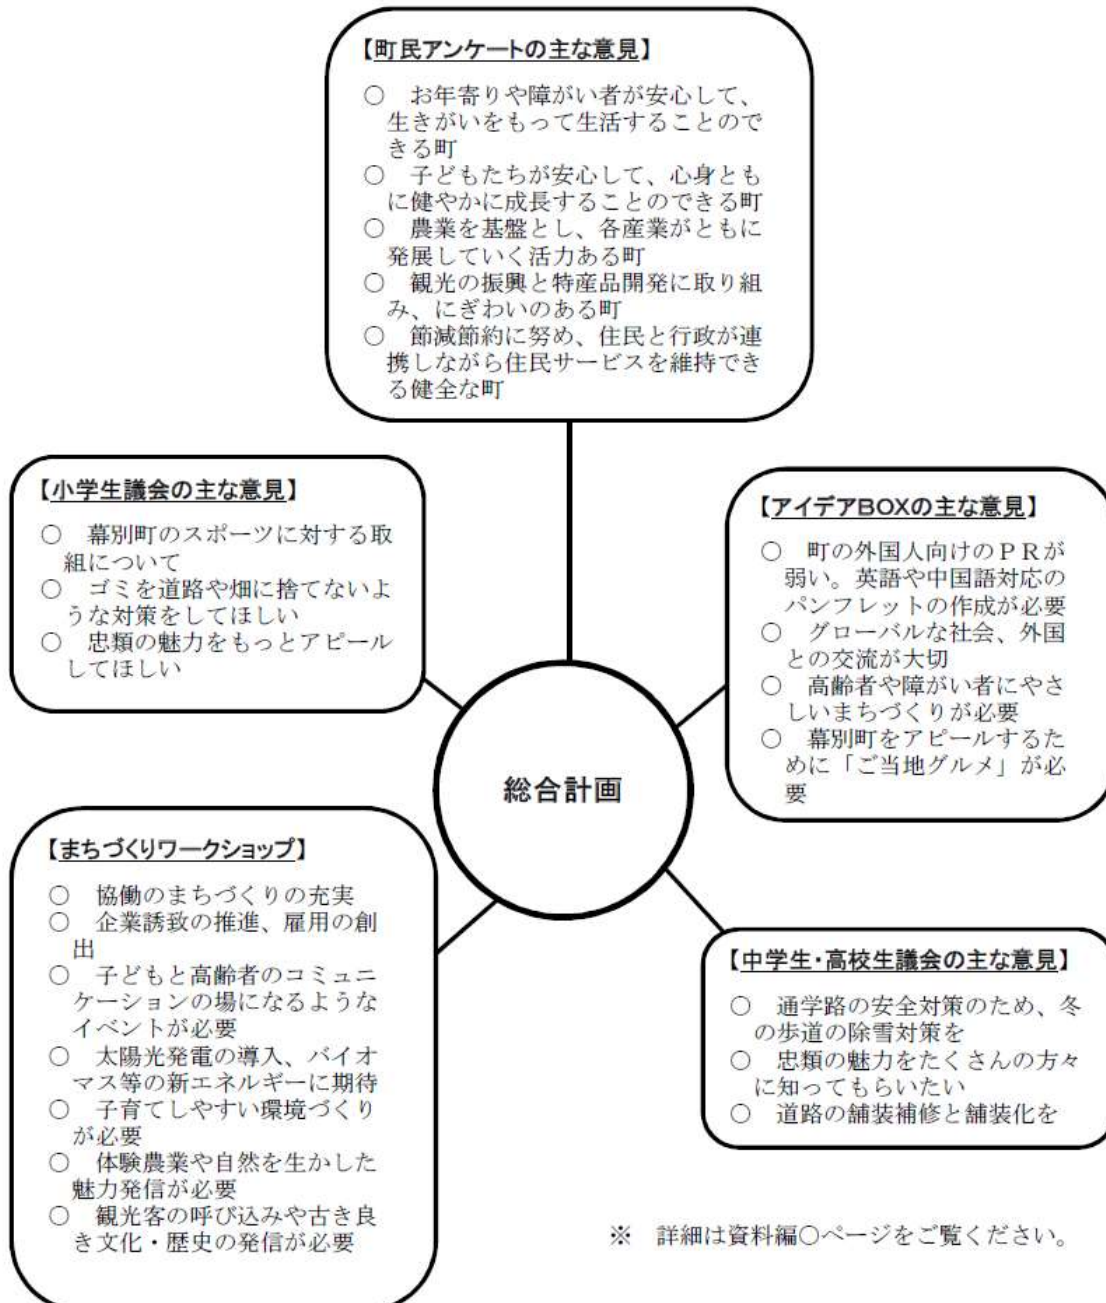 【町民アンケートの主な意見】
○　お年寄りや障がい者が安心して、
生きがいをもって生活することので
きる町
○　子どもたちが安心して、心身とも
に健やかに成長することのできる町
○　農業を基盤とし、各産業がともに
発展していく活力ある町
○　観光の振興と特産品開発に取り組
み、にぎわいのある町
○　節減節約に努め、住民と行政が連
携しながら住民サービスを維持でき
る健全な町
【小学生議会の主な意見】
○　幕別町のスポーツに対する取
組について
○　ゴミを道路や畑に捨てないよ
うな対策をしてほしい
○　忠類の魅力をもっとアピール
してほしい
【アイデアBOXの主な意見】
○　町の外国人向けのＰＲが
弱い。英語や中国語対応の
パンフレットの作成が必要
○　グローバルな社会、外国
との交流が大切
○　高齢者や障がい者にやさ
しいまちづくりが必要
○　幕別町をアピールするた
めに「ご当地グルメ」が必
要
総合計画
【まちづくりワークショップ】
○　協働のまちづくりの充実
○　企業誘致の推進、雇用の創
出
○　子どもと高齢者のコミュニ
ケーションの場になるような
イベントが必要
○　太陽光発電の導入、バイオ
マス等の新エネルギーに期待
○　子育てしやすい環境づくり
が必要
○　体験農業や自然を生かした
魅力発信が必要
○　観光客の呼び込みや古き良
き文化・歴史の発信が必要
【中学生・高校生議会の主な意見】
○　通学路の安全対策のため、冬
の歩道の除雪対策を
○　忠類の魅力をたくさんの方々
に知ってもらいたい
○　道路の舗装補修と舗装化を
※　詳細は資料編○ページをご覧ください。